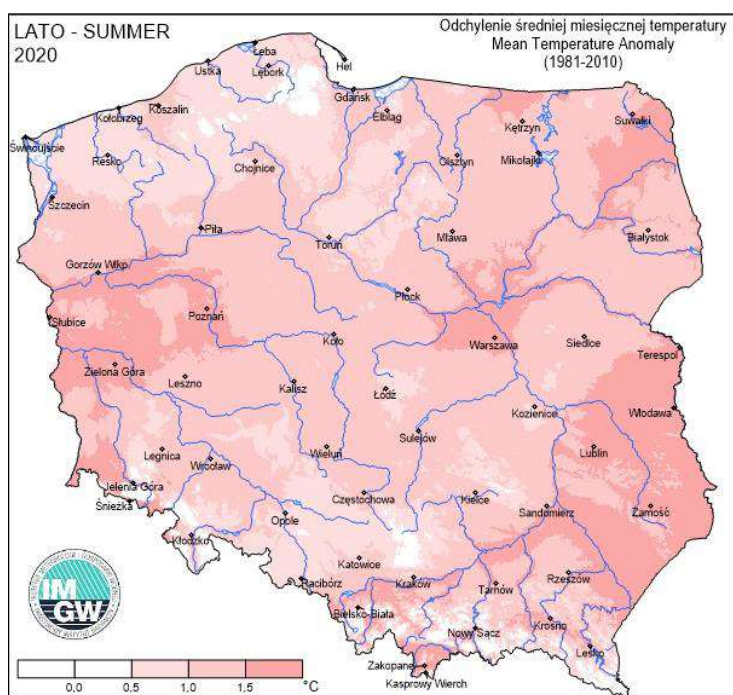 LATO - SUMMER
2020
Odchylenie średniej miesięcznej temperatury
Mean Temperature Anomaly
(1981-2010)
Łeba
Ustka
Lębork
Hel
Gdańsk
Koszalin
Kołobrzeg
Elbląg
Kętrzyn
Suwałki
Świnoujście
Resko
Chojnice
Olsztyn
Mikołajki
Szczecin
Piła
Toruń
Mława
Białystok
Gorzów Wlkp.
Płock
Słubice
Poznań
Koło
Warszawa
Siedlce
Terespol
Zielona Góra
Leszno
Kalisz
Łódź
Kozienice
Włodawa
Legnica
Wrocław
Wieluń
Sulejów
Lublin
Jelenia Góra
Śnieżka
Częstochowa
Kielce
Sandomierz
Zamość
Opole
Kłodzko
Katowice
Racibórz
Kraków
Tarnów
Rzeszów
Bielsko-Biała
Nowy Sącz
Krosno
Lesko
Zakopane
Kasprowy Wierch
IM
GW
0,0 0,5 1,0 1,5 °C